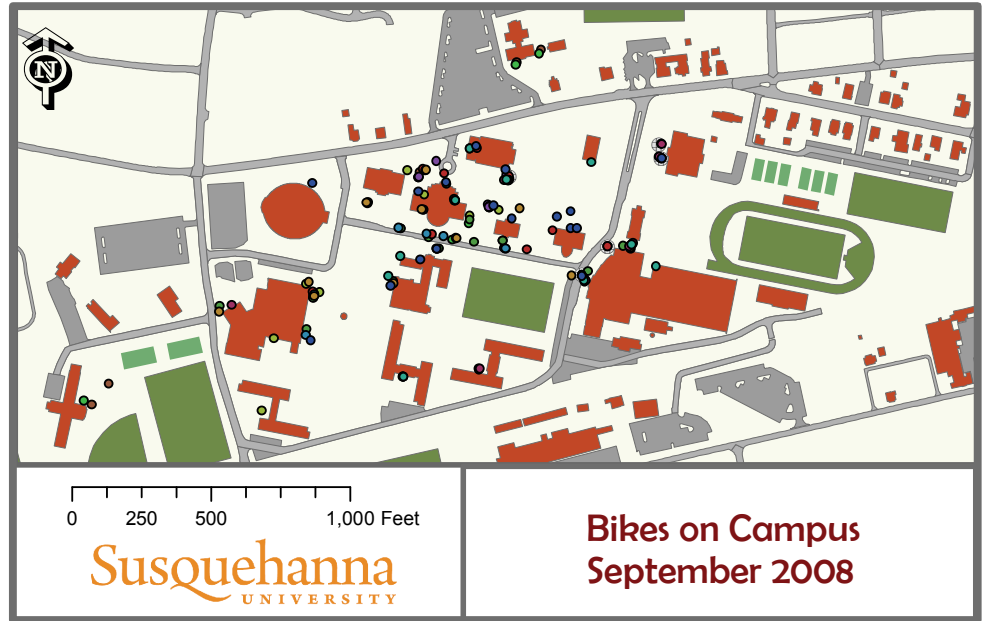 N
0 250 500 1,000 Feet
Susquehanna
UNIVERSITY
Bikes on Campus
September 2008